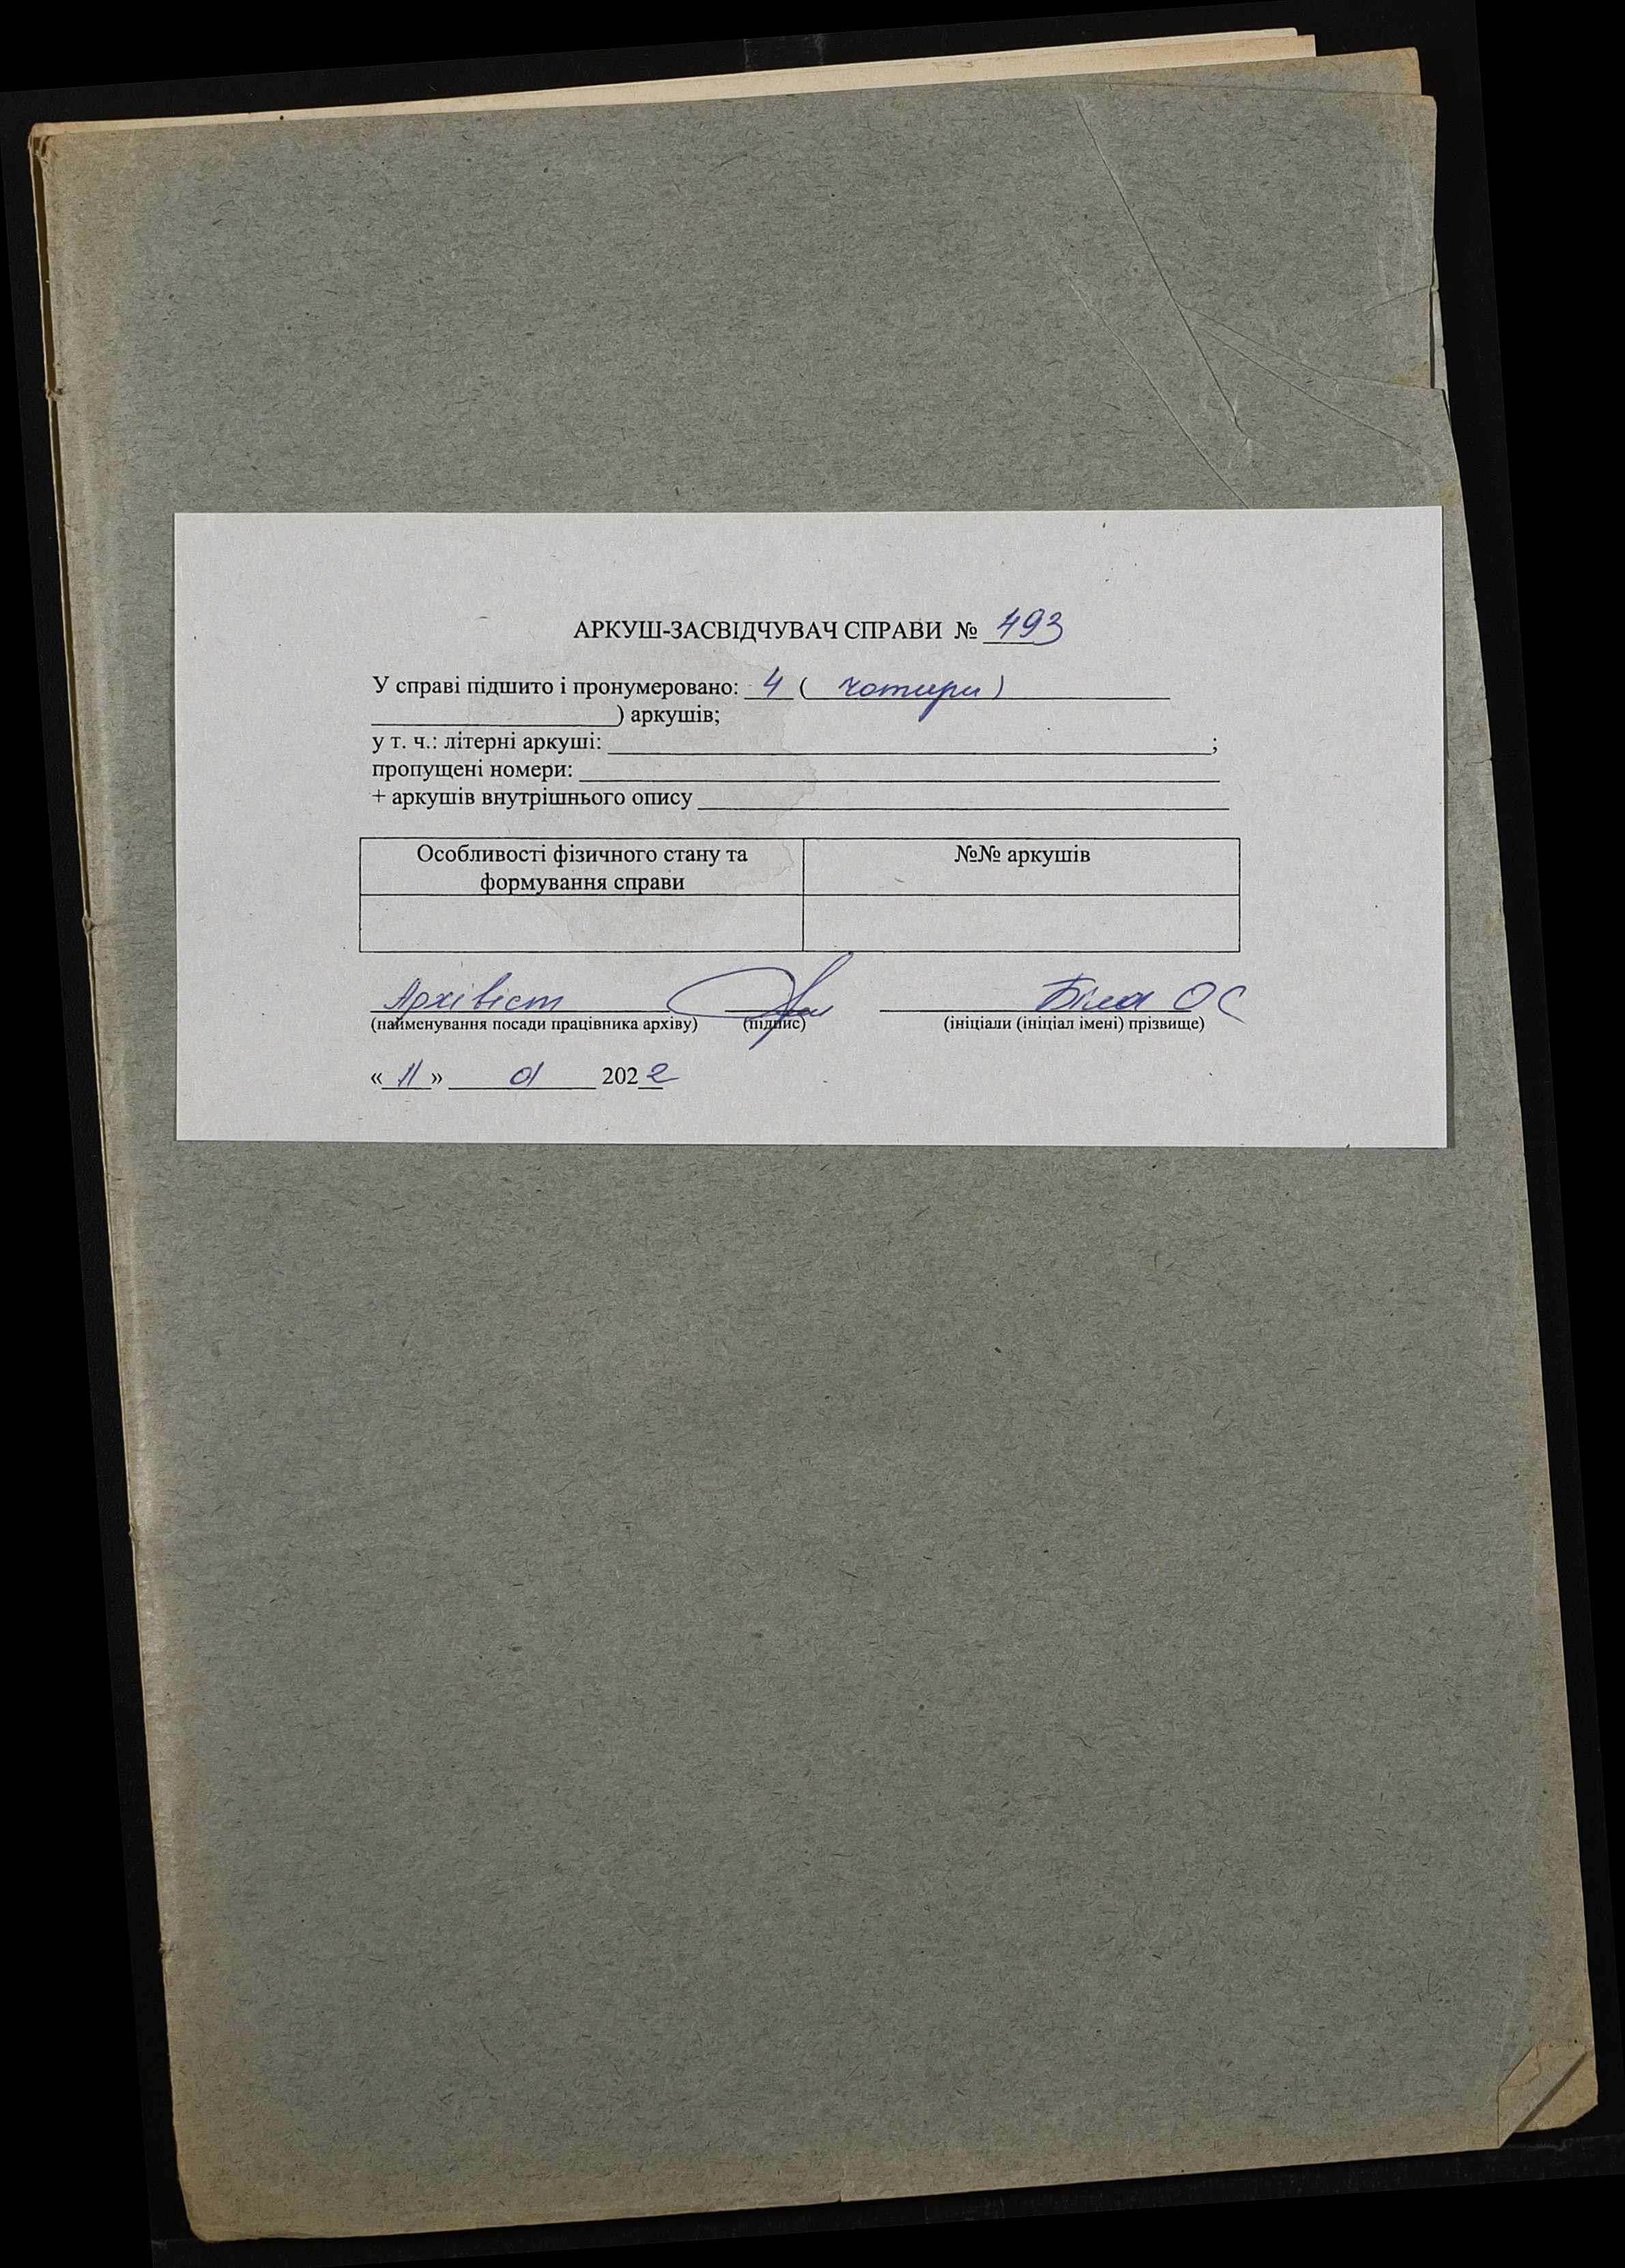 АРКУШ-ЗАСВІДЧУВАЧ СПРАВИ № 493
У справі підшито і пронумеровано: 4 ( чотири )
) аркушів;
у т. ч.: літерні аркуші: ;
пропущені номери:
+ аркушів внутрішнього опису
Особливості фізичного стану та
формування справи
№№ аркушів
Архівіст Біла ОС
(найменування посади працівника архіву) (підпис) (ініціали (ініціал імені) прізвище)
« 11 » 01 2022